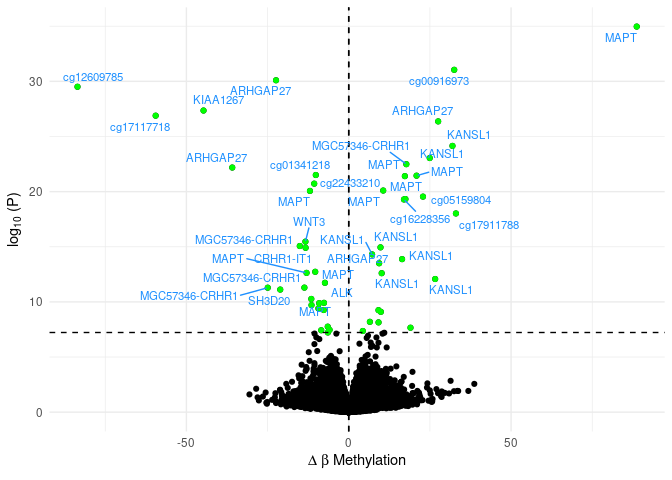 MAPT
cg12609785
cg00916973
ARHGAP27
KIAA1267
ARHGAP27
cg17117718
KANSL1
MGC57346-CRHR1
ARHGAP27
KANSL1
cg01341218
MAPT
MAPT
cg22433210
MAPT
MAPT
MAPT
cg05159804
WNT3
cg16228356
cg17911788
MGC57346-CRHR1
KANSL1
KANSL1
MAPT
CRHR1-IT1
ARHGAP27
KANSL1
MGC57346-CRHR1
MAPT
KANSL1
MGC57346-CRHR1
SH3D20
ALK
KANSL1
MAPT
30
20
10
0
-50
0
50
log10 (P)
Δ β Methylation